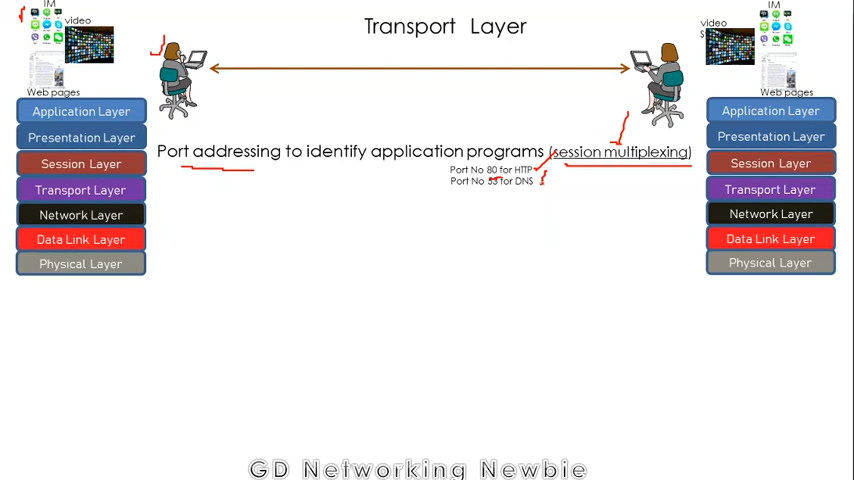 IM
video
Web pages
Application Layer
Presentation Layer
Session Layer
Transport Layer
Network Layer
Data Link Layer
Physical Layer
Transport Layer
Port addressing to identify application programs (session multiplexing)
Port No 80 for HTTP
Port No 53 for DNS
IM
video
S
Web pages
Application Layer
Presentation Layer
Session Layer
Transport Layer
Network Layer
Data Link Layer
Physical Layer
GD Networking Newbie